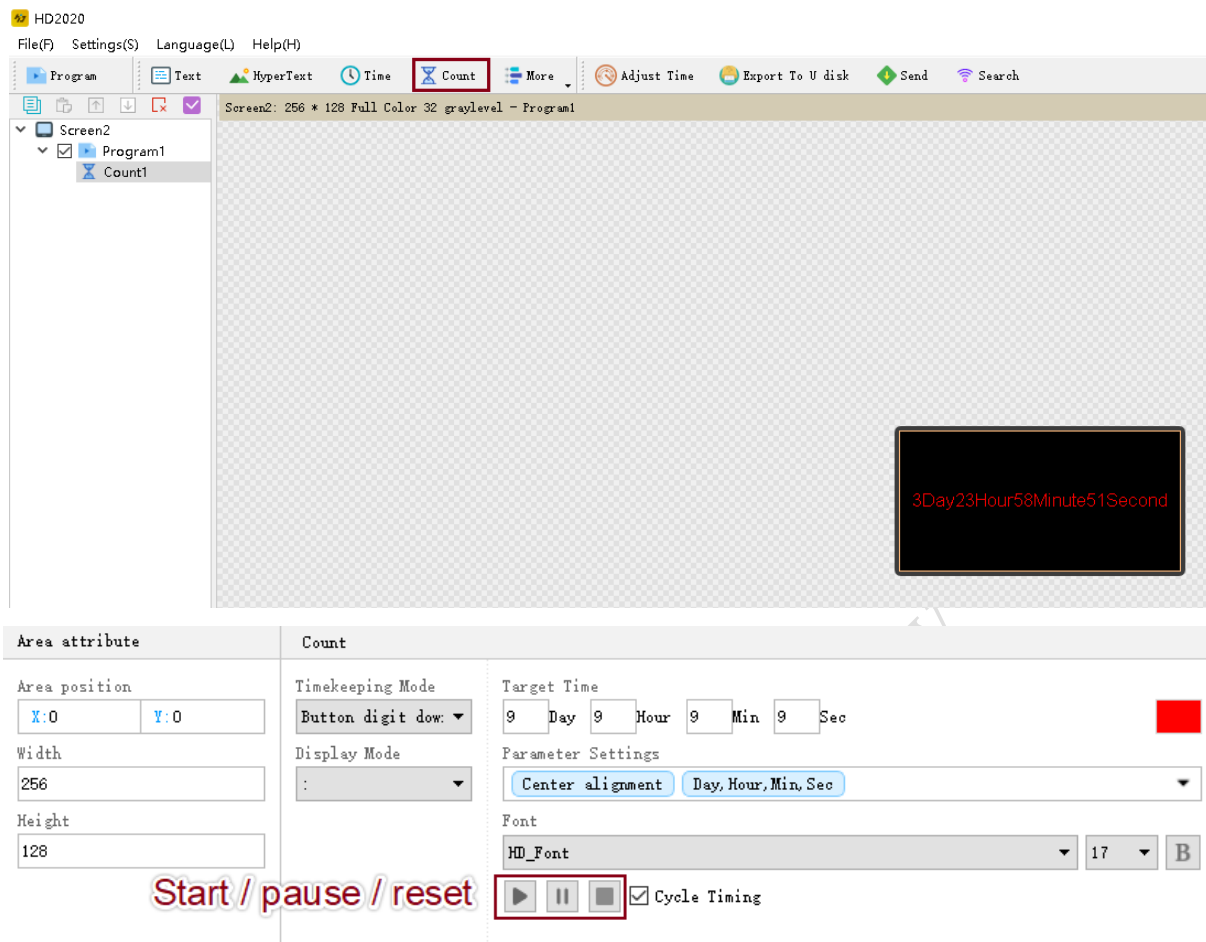 HD2020
File(F) Settings(S) Language(L) Help(H)
Program Text HyperText Time Count More Adjust Time Export To U disk Send Search
Screen2: 256 * 128 Full Color 32 graylevel - Program1
Screen2
Program1
Count1
3Day23Hour58Minute51Second
Area attribute Count
Area position Timekeeping Mode Target Time
X:0 Y:0 Button digit dow: 9 Day 9 Hour 9 Min 9 Sec
Width Display Mode Parameter Settings
256 : Center alignment Day,Hour,Min,Sec
Height Font
128 HD_Font 17 B
Start / pause / reset Cycle Timing